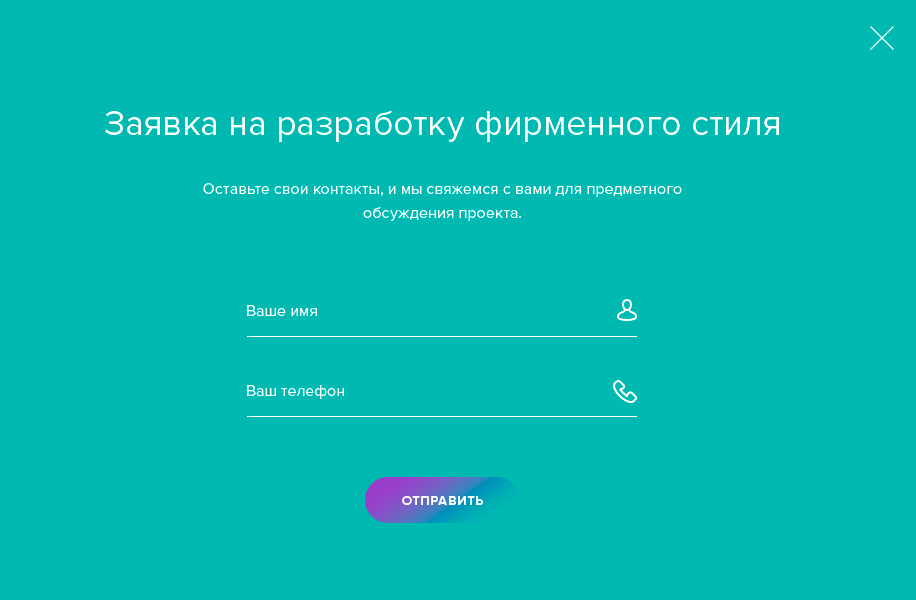 Заявка на разработку фирменного стиля
Оставьте свои контакты, и мы свяжемся с вами для предметного
обсуждения проекта.
Ваше имя
Ваш телефон
ОТПРАВИТЬ